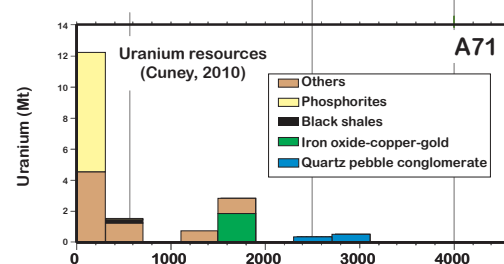 14
12
10
8
6
4
2
0
Uranium (Mt)
Uranium resources
(Cuney, 2010)
A71
Others
Phosphorites
Black shales
Iron oxide-copper-gold
Quartz pebble conglomerate
0
1000
2000
3000
4000